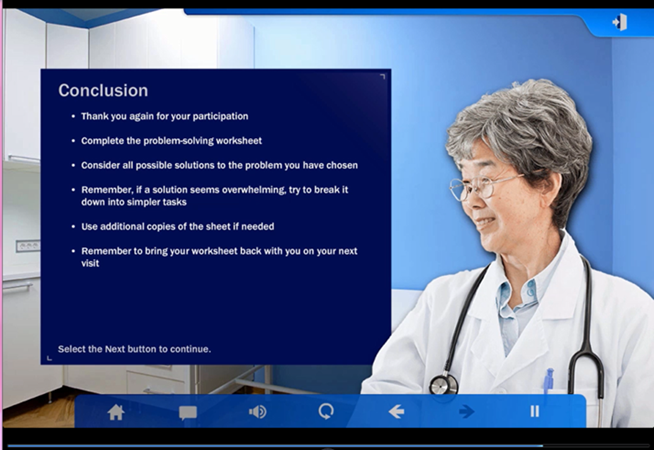 Conclusion
• Thank you again for your participation
• Complete the problem-solving worksheet
• Consider all possible solutions to the problem you have chosen
• Remember, if a solution seems overwhelming, try to break it
down into simpler tasks
• Use additional copies of the sheet if needed
• Remember to bring your worksheet back with you on your next
visit
Select the Next button to continue.